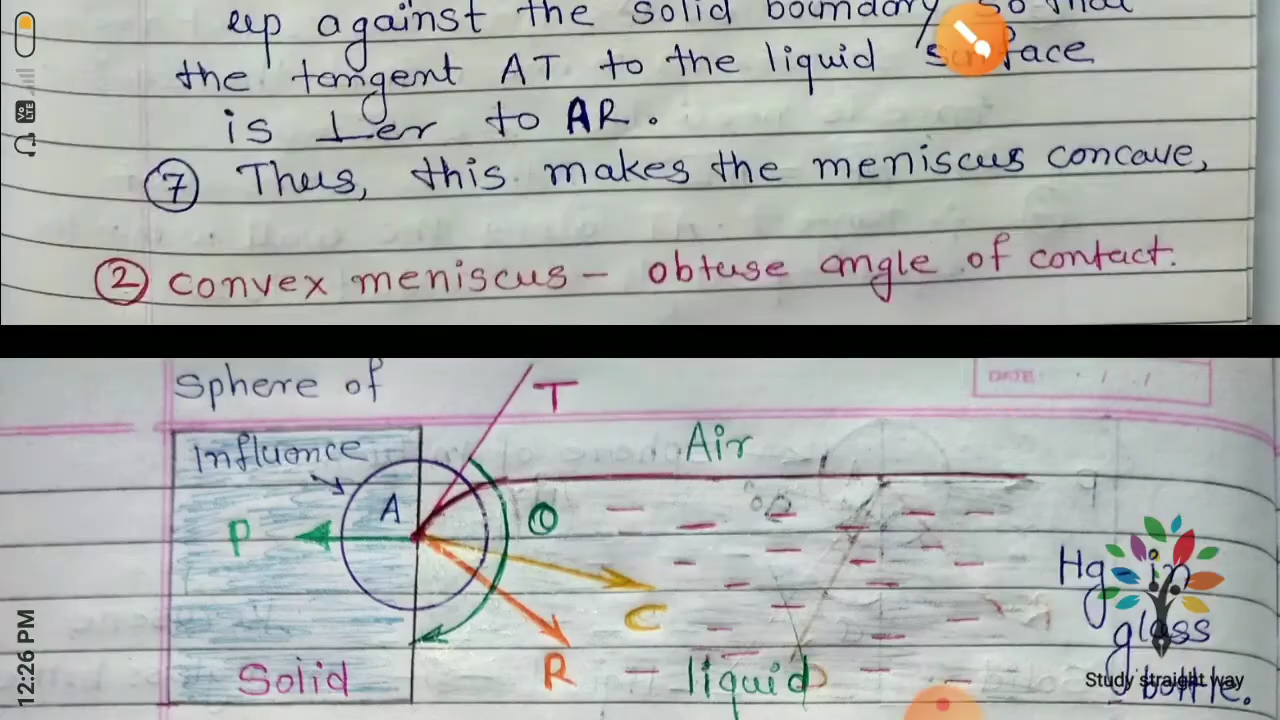 up against the solid boundary so that
the tangent AT to the liquid surface
is ⊥er to AR.
⑦ Thus, this makes the meniscus concave,
② convex meniscus - obtuse angle of contact.
Sphere of
Influence
T
Air
DATE
A
P
θ
C
R
Solid
liquid
Hg in
glass
bottle.
Study straight way
12:26 PM